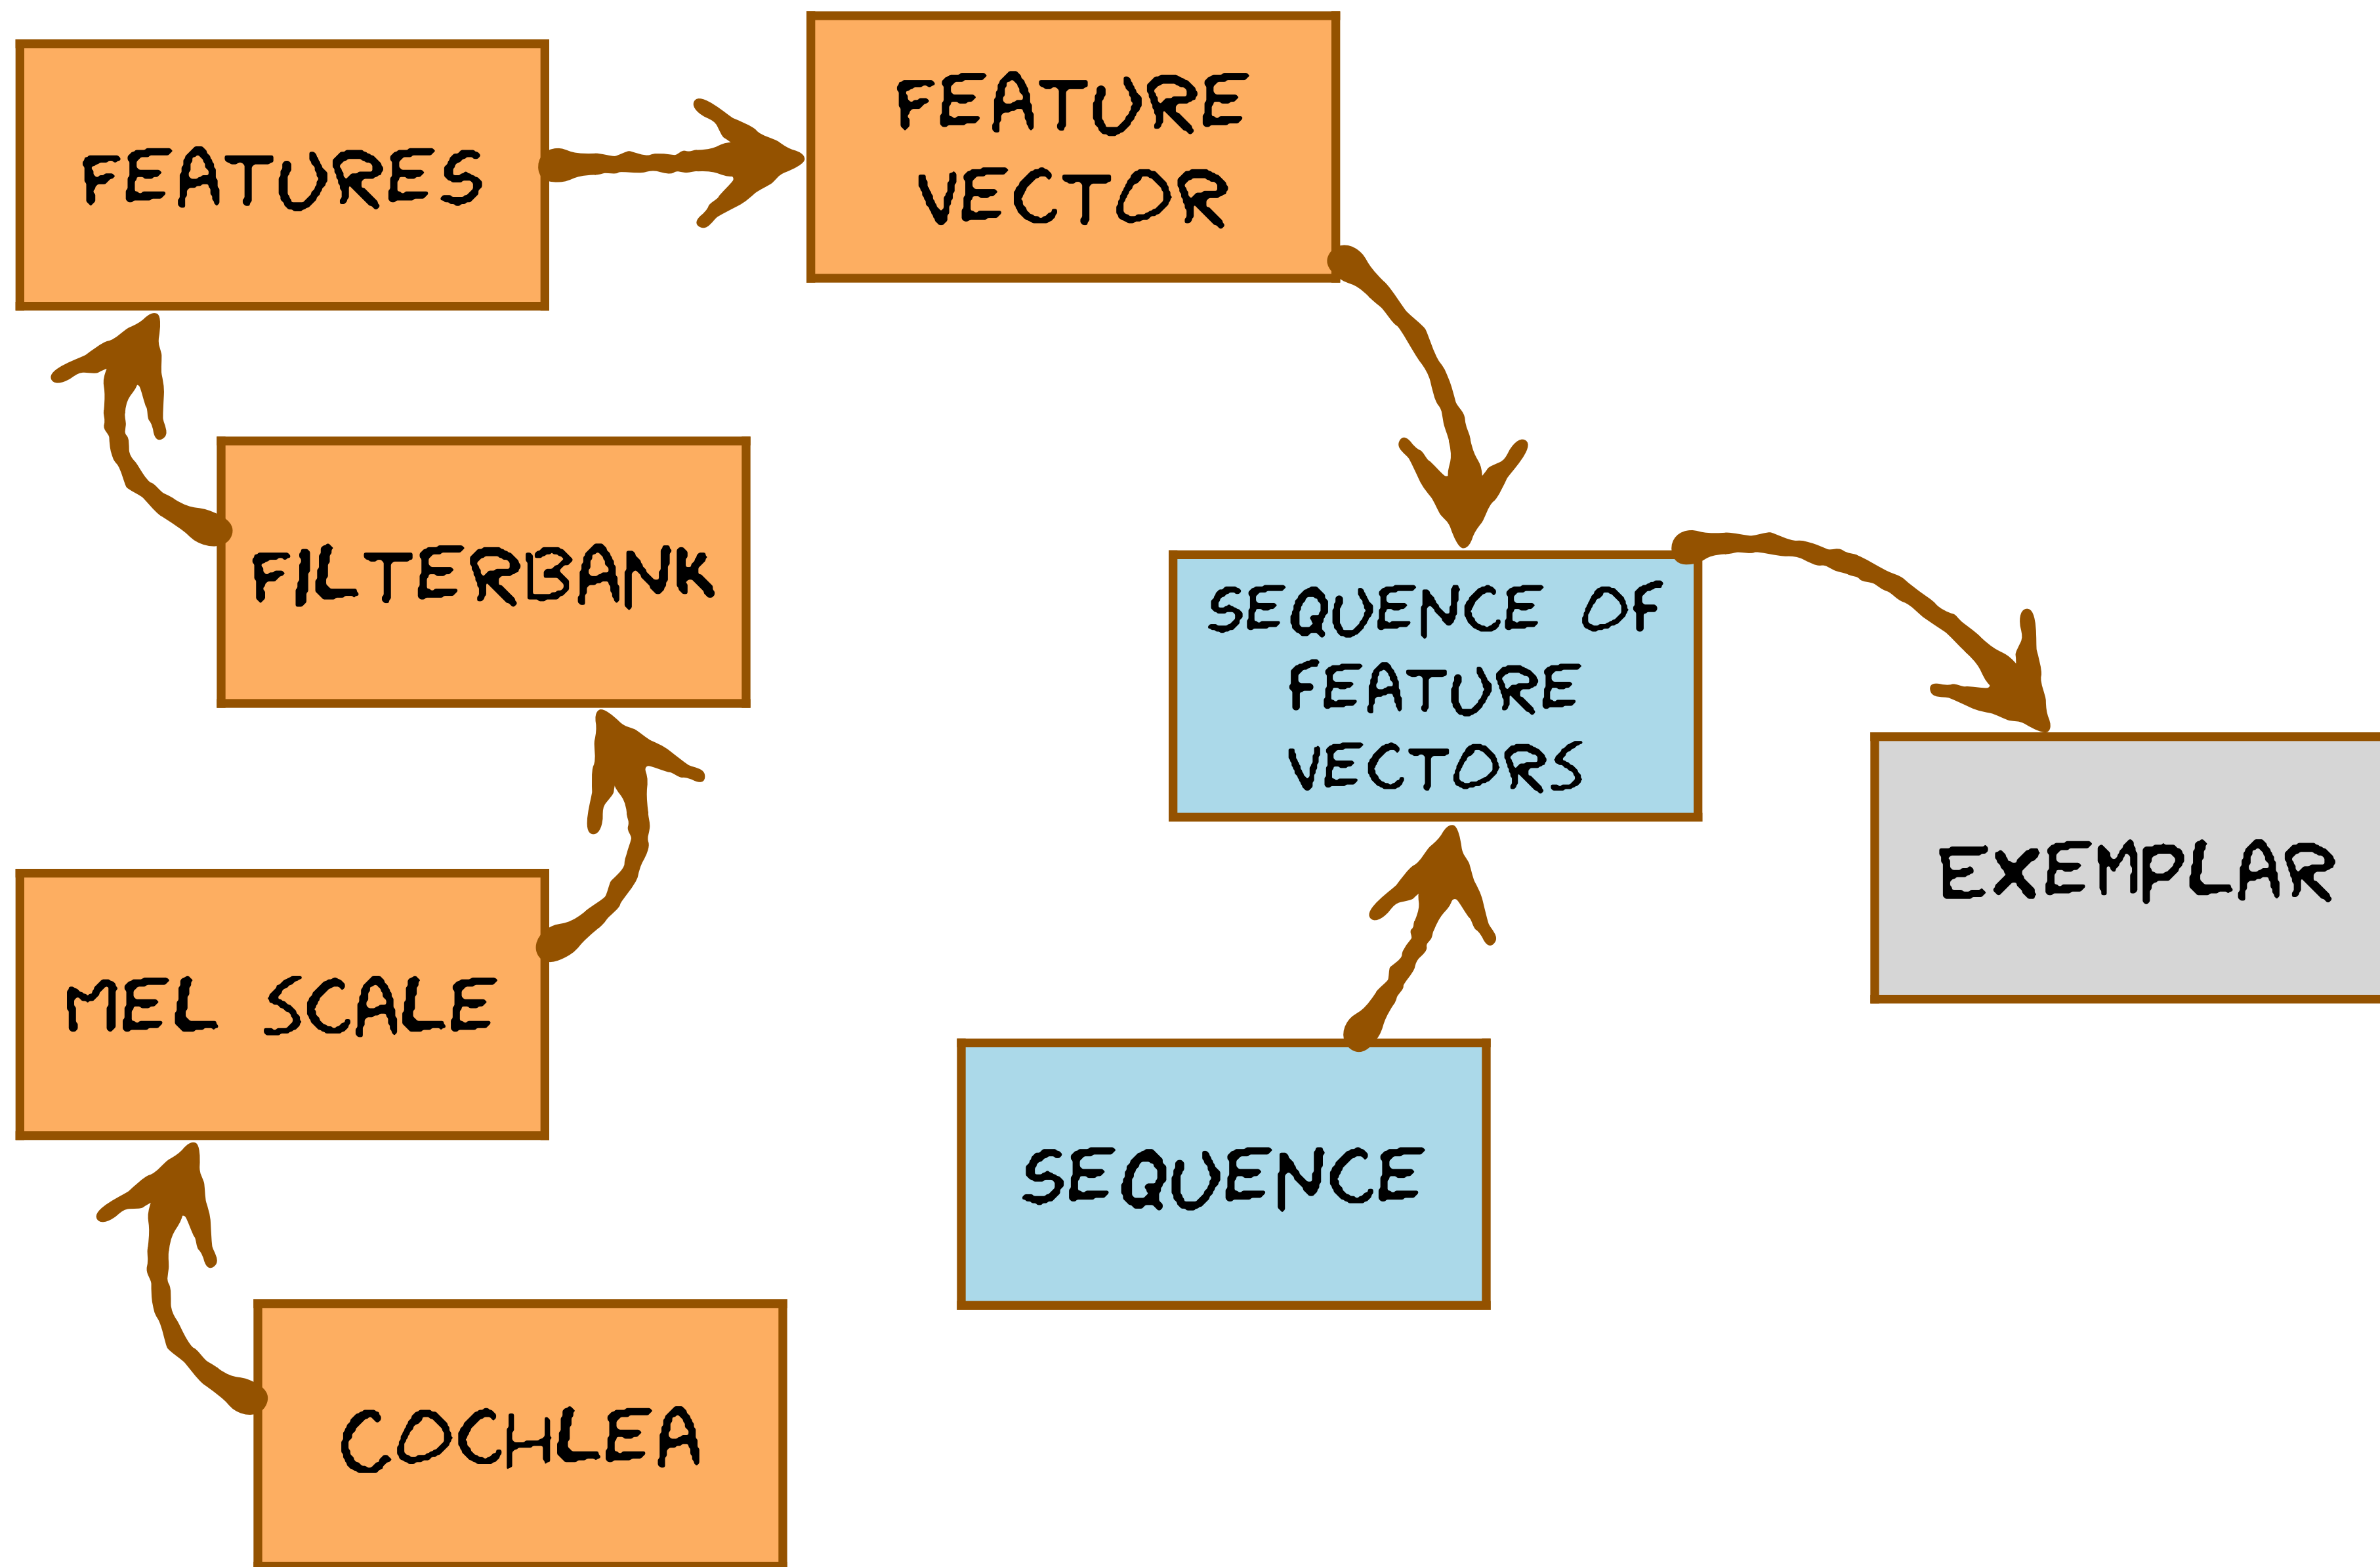 FEATURES
FEATURE
VECTOR
FILTERBANK
SEQUENCE OF
FEATURE
VECTORS
EXEMPLAR
MEL SCALE
SEQUENCE
COCHLEA